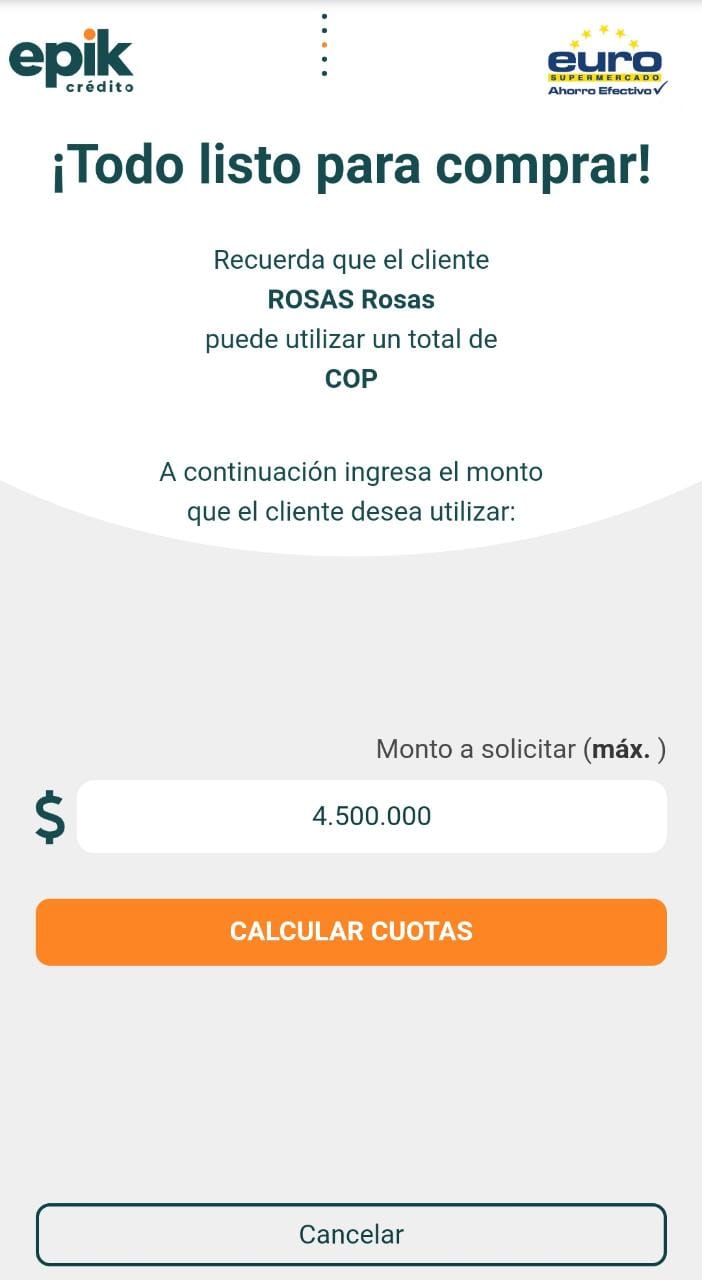 epik
crédito
euro
SUPERMERCADO
Ahorro Efectivo
¡Todo listo para comprar!
Recuerda que el cliente
ROSAS Rosas
puede utilizar un total de
COP
A continuación ingresa el monto
que el cliente desea utilizar:
Monto a solicitar (máx. )
$ 4.500.000
CALCULAR CUOTAS
Cancelar